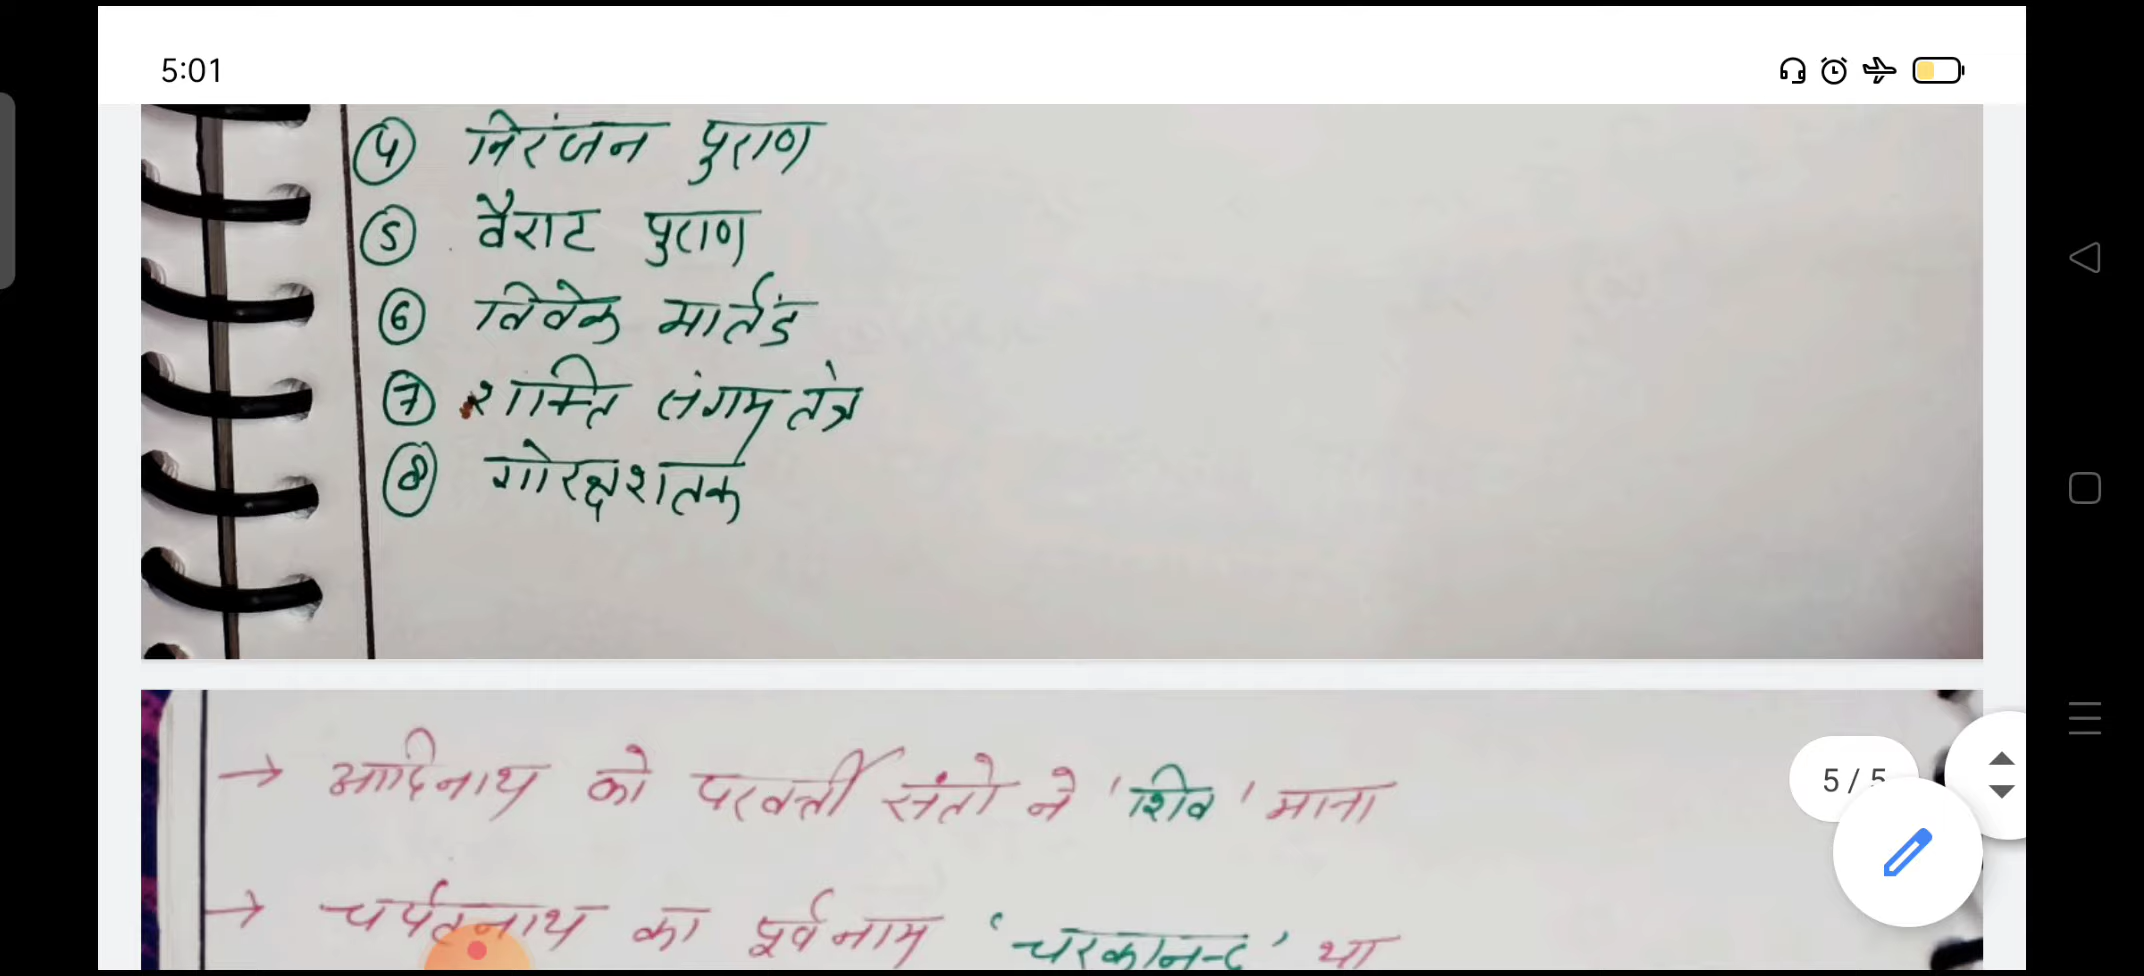 5:01
④ निरंजन पुराण
⑤ वैराट पुराण
⑥ विवेक मार्तंड
⑦ शक्ति संगम तंत्र
⑧ गोरक्षशतक
→ आदिनाथ को परवर्ती संतो ने 'शिव' माना
5 / 5
→ चर्पटनाथ का पूर्व नाम 'चरकानन्द' था